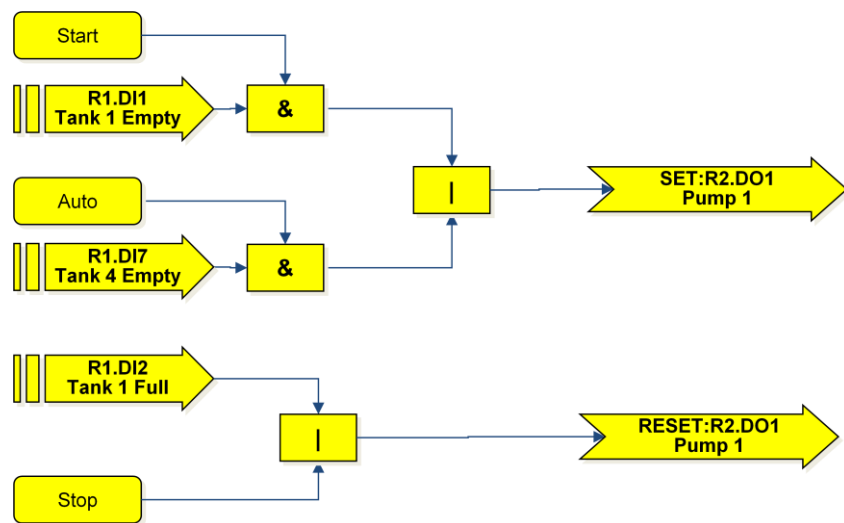 Start
R1.DI1
Tank 1 Empty
&
|
SET:R2.DO1
Pump 1
Auto
R1.DI7
Tank 4 Empty
&
R1.DI2
Tank 1 Full
|
RESET:R2.DO1
Pump 1
Stop